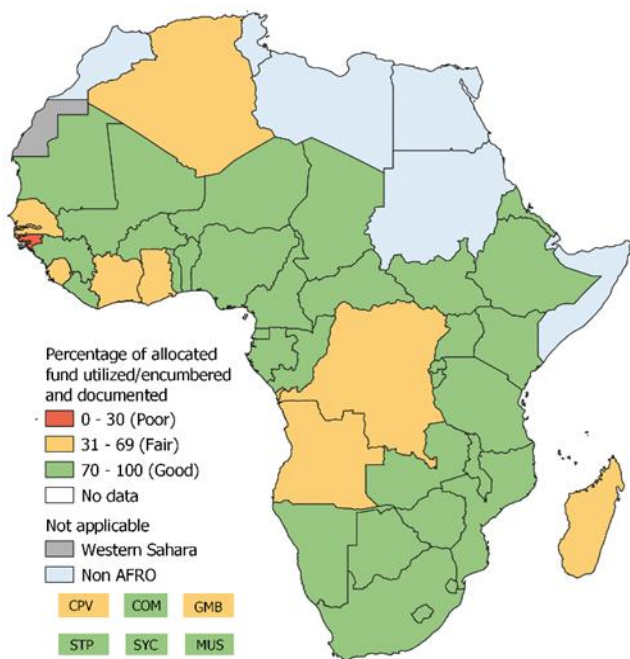 Percentage of allocated
fund utilized/encumbered
and documented
0 - 30 (Poor)
31 - 69 (Fair)
70 - 100 (Good)
No data
Not applicable
Western Sahara
Non AFRO
CPV COM GMB
STP SYC MUS